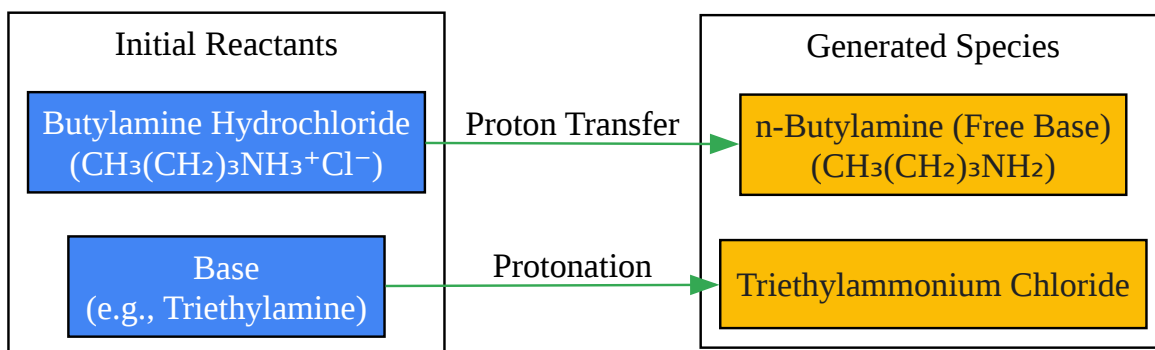 Initial Reactants
Butylamine Hydrochloride
(CH₃(CH₂)₃NH₃⁺Cl⁻)
Base
(e.g., Triethylamine)
Proton Transfer
Protonation
Generated Species
n-Butylamine (Free Base)
(CH₃(CH₂)₃NH₂)
Triethylammonium Chloride